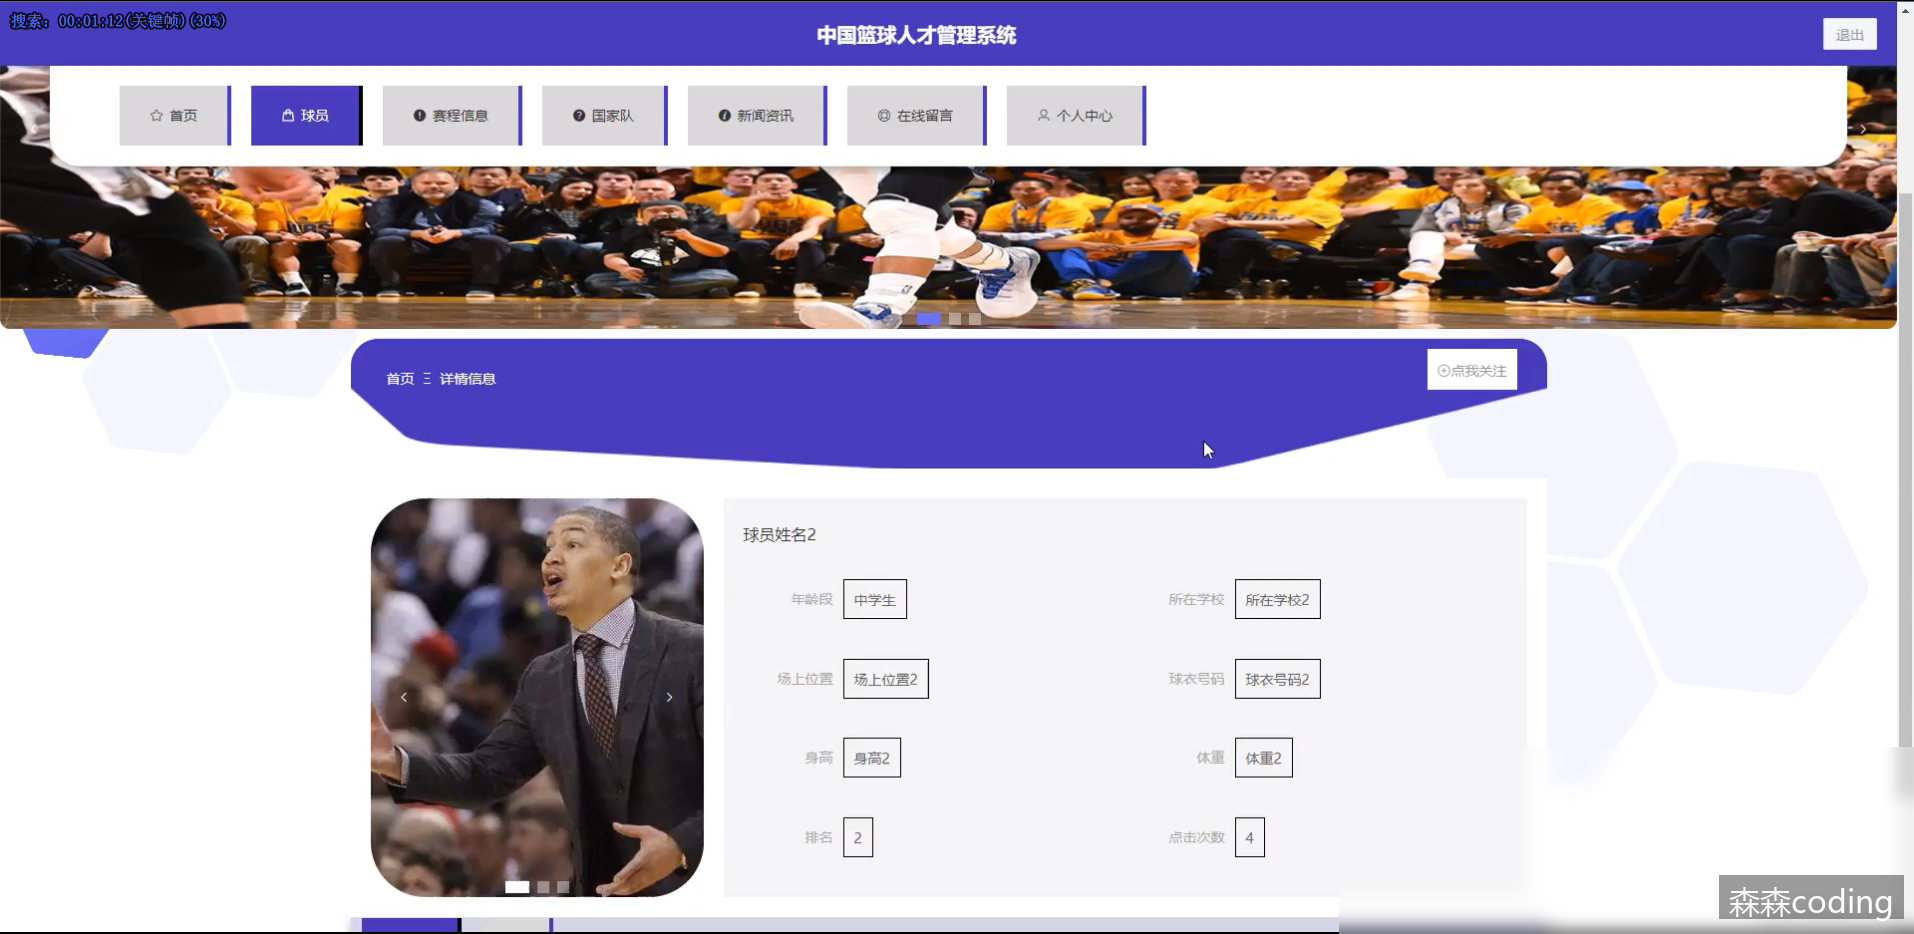 搜索: 00:01:12(关键帧)(30%)
中国篮球人才管理系统
退出
首页
球员
赛程信息
国家队
新闻资讯
在线留言
个人中心
首页 Ξ 详情信息
点我关注
球员姓名2
年龄段 中学生
所在学校 所在学校2
场上位置 场上位置2
球衣号码 球衣号码2
身高 身高2
体重 体重2
排名 2
点击次数 4
森森coding